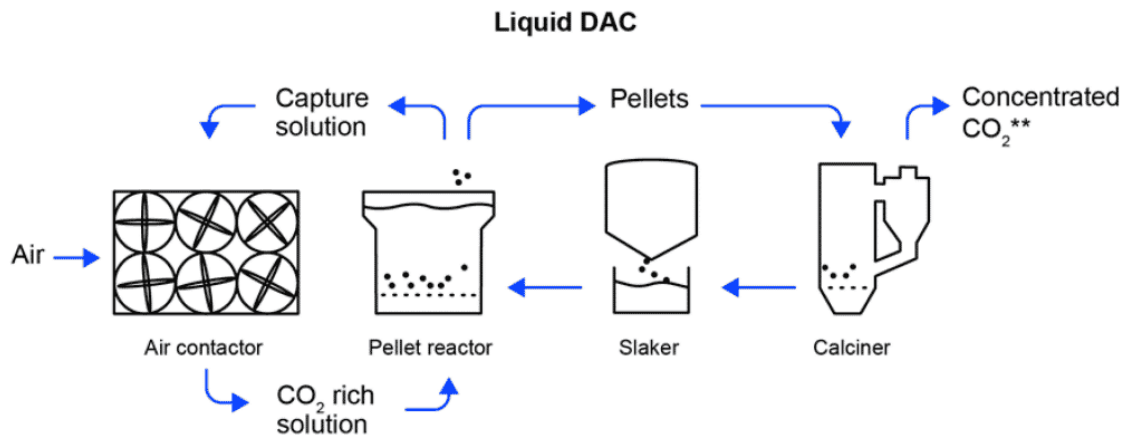 Liquid DAC
Capture
solution
Pellets
Concentrated
CO₂**
Air
Air contactor
Pellet reactor
Slaker
Calciner
CO₂ rich
solution